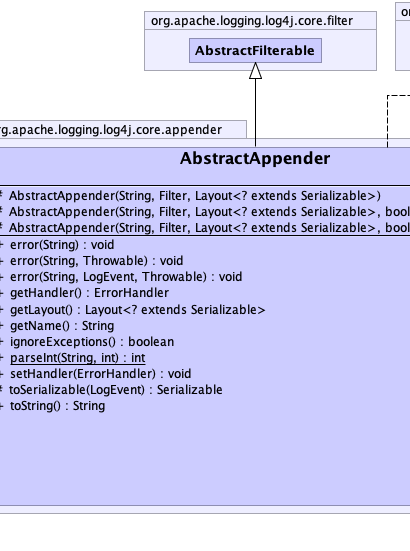 org.apache.logging.log4j.core.filter
AbstractFilterable
rg.apache.logging.log4j.core.appender
AbstractAppender
# AbstractAppender(String, Filter, Layout<? extends Serializable>)
# AbstractAppender(String, Filter, Layout<? extends Serializable>, bool
# AbstractAppender(String, Filter, Layout<? extends Serializable>, bool
+ error(String) : void
+ error(String, Throwable) : void
+ error(String, LogEvent, Throwable) : void
+ getHandler() : ErrorHandler
+ getLayout() : Layout<? extends Serializable>
+ getName() : String
+ ignoreExceptions() : boolean
+ parseInt(String, int) : int
+ setHandler(ErrorHandler) : void
# toSerializable(LogEvent) : Serializable
+ toString() : String